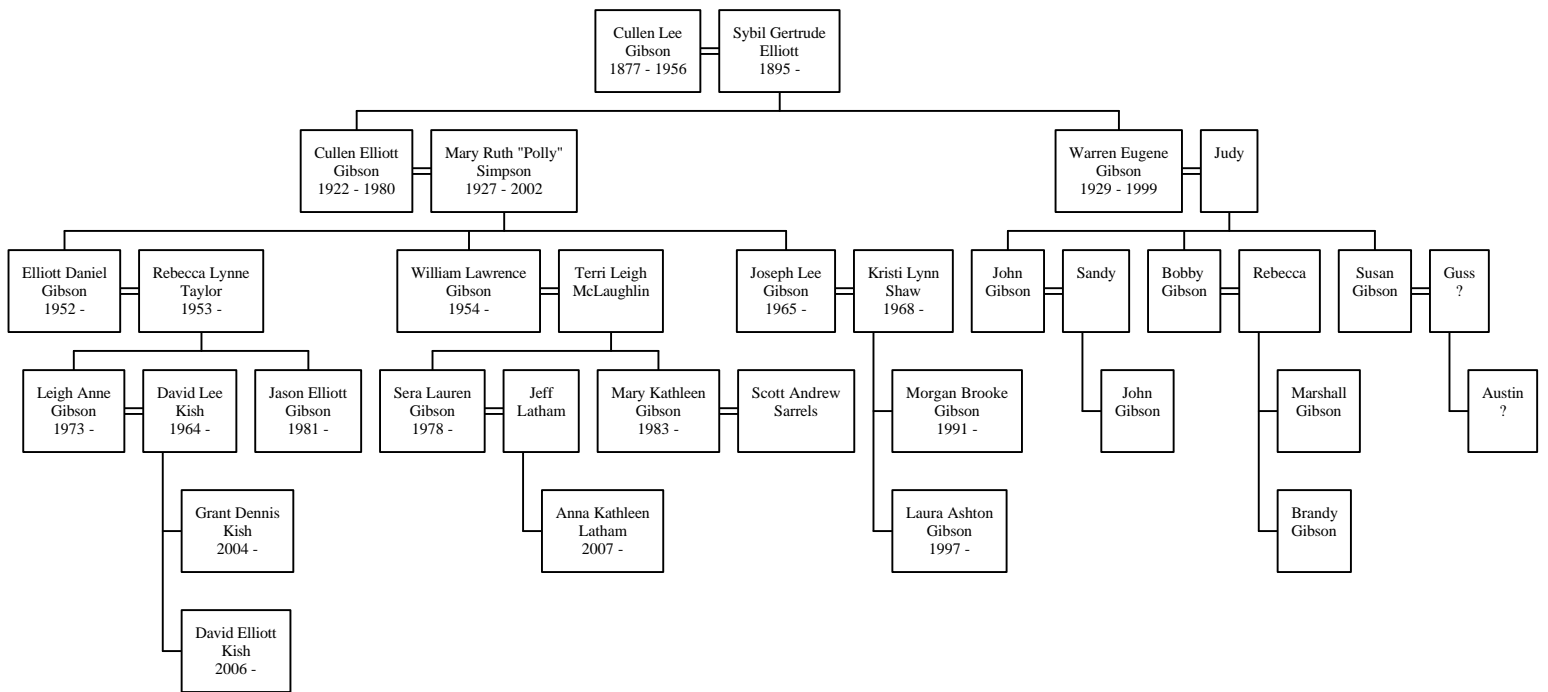 Cullen Lee
Gibson
1877 - 1956
Sybil Gertrude
Elliott
1895 -
Cullen Elliott
Gibson
1922 - 1980
Mary Ruth "Polly"
Simpson
1927 - 2002
Warren Eugene
Gibson
1929 - 1999
Judy
Elliott Daniel
Gibson
1952 -
Rebecca Lynne
Taylor
1953 -
William Lawrence
Gibson
1954 -
Terri Leigh
McLaughlin
Joseph Lee
Gibson
1965 -
Kristi Lynn
Shaw
1968 -
John
Gibson
Sandy
Bobby
Gibson
Rebecca
Susan
Gibson
Guss
?
Leigh Anne
Gibson
1973 -
David Lee
Kish
1964 -
Jason Elliott
Gibson
1981 -
Sera Lauren
Gibson
1978 -
Jeff
Latham
Mary Kathleen
Gibson
1983 -
Scott Andrew
Sarrels
Morgan Brooke
Gibson
1991 -
John
Gibson
Marshall
Gibson
Austin
?
Grant Dennis
Kish
2004 -
Anna Kathleen
Latham
2007 -
Laura Ashton
Gibson
1997 -
Brandy
Gibson
David Elliott
Kish
2006 -